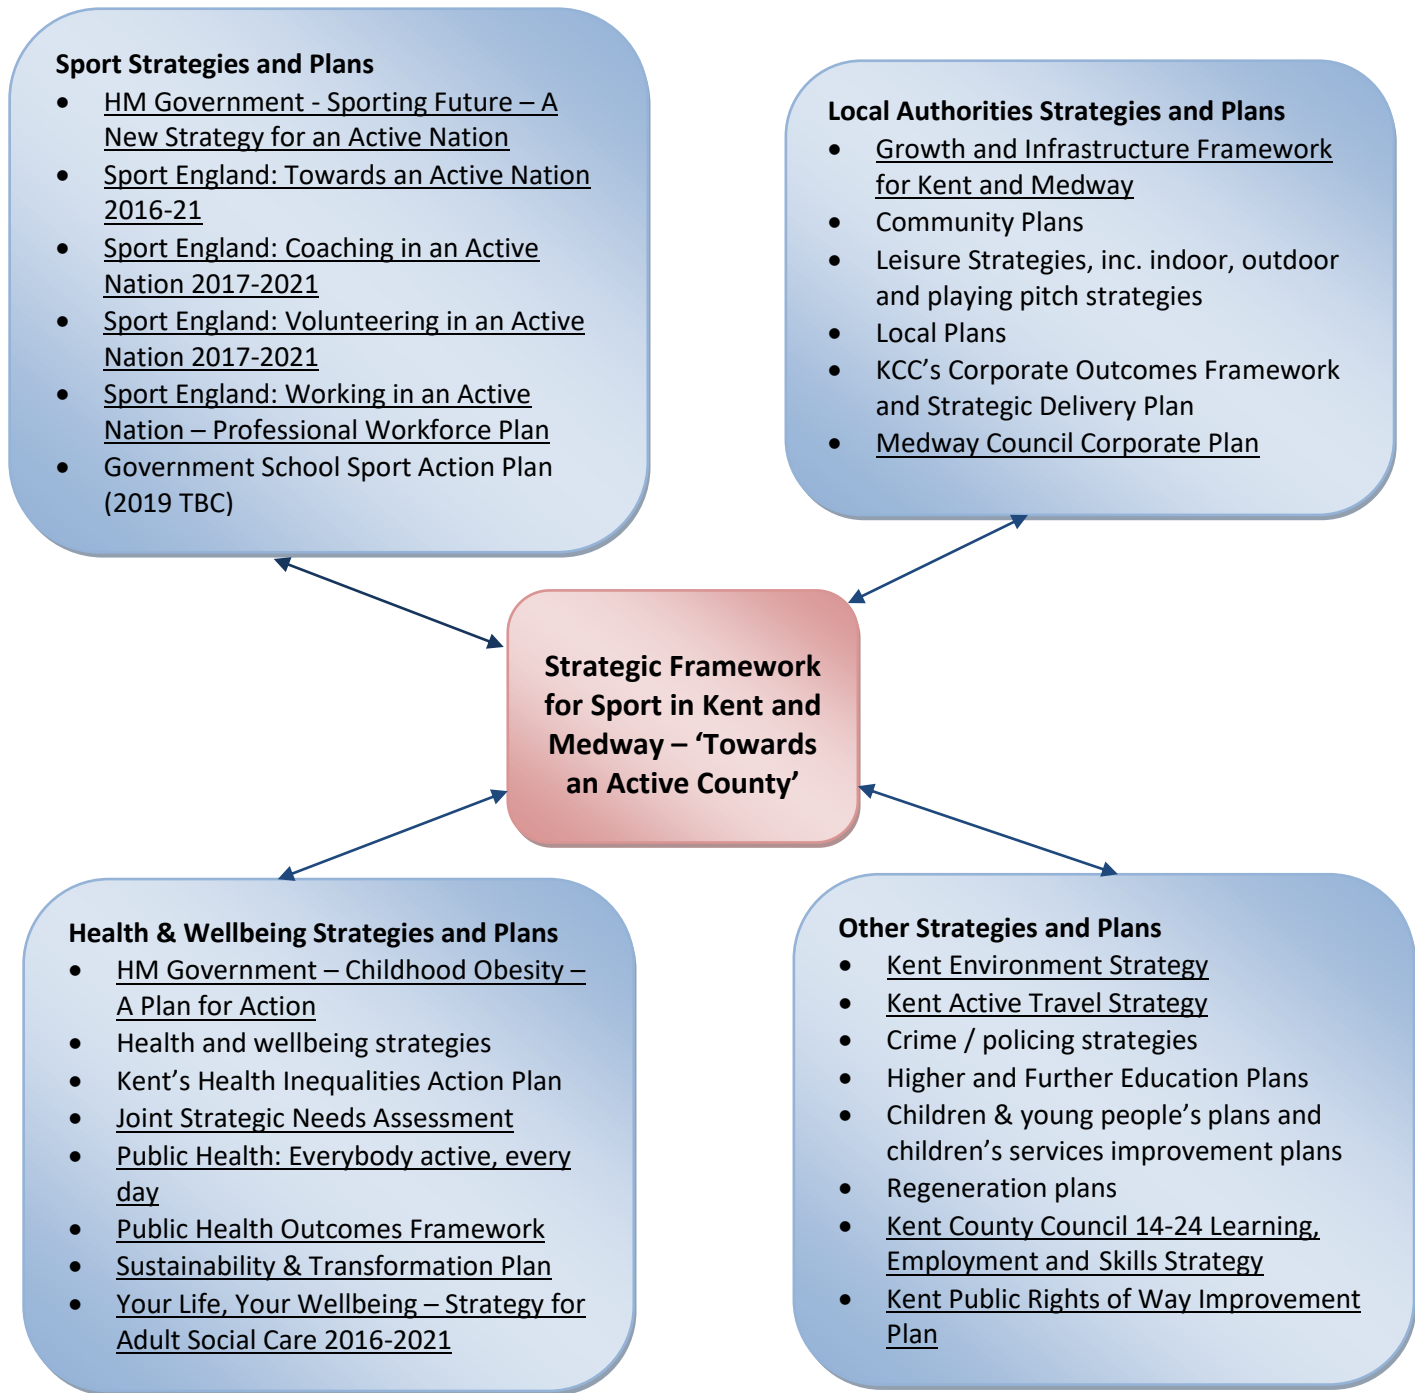 Sport Strategies and Plans
• HM Government - Sporting Future – A
New Strategy for an Active Nation
• Sport England: Towards an Active Nation
2016-21
• Sport England: Coaching in an Active
Nation 2017-2021
• Sport England: Volunteering in an Active
Nation 2017-2021
• Sport England: Working in an Active
Nation – Professional Workforce Plan
• Government School Sport Action Plan
(2019 TBC)
Local Authorities Strategies and Plans
• Growth and Infrastructure Framework
for Kent and Medway
• Community Plans
• Leisure Strategies, inc. indoor, outdoor
and playing pitch strategies
• Local Plans
• KCC’s Corporate Outcomes Framework
and Strategic Delivery Plan
• Medway Council Corporate Plan
Strategic Framework
for Sport in Kent and
Medway – ‘Towards
an Active County’
Health & Wellbeing Strategies and Plans
• HM Government – Childhood Obesity –
A Plan for Action
• Health and wellbeing strategies
• Kent’s Health Inequalities Action Plan
• Joint Strategic Needs Assessment
• Public Health: Everybody active, every
day
• Public Health Outcomes Framework
• Sustainability & Transformation Plan
• Your Life, Your Wellbeing – Strategy for
Adult Social Care 2016-2021
Other Strategies and Plans
• Kent Environment Strategy
• Kent Active Travel Strategy
• Crime / policing strategies
• Higher and Further Education Plans
• Children & young people’s plans and
children’s services improvement plans
• Regeneration plans
• Kent County Council 14-24 Learning,
Employment and Skills Strategy
• Kent Public Rights of Way Improvement
Plan